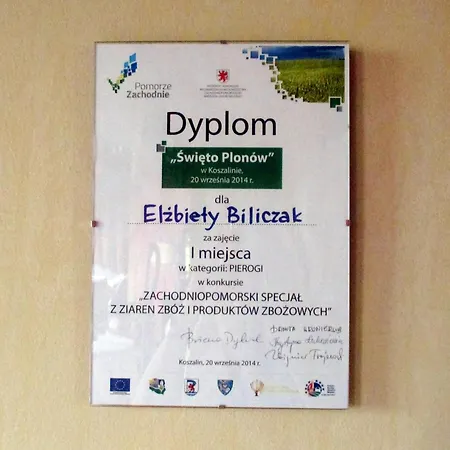 Pomorze
Zachodnie
Dyplom
„Święto Plonów”
w Koszalinie,
20 września 2014 r.
dla
Elżbiety Biliczak
za zajęcie
I miejsca
w kategorii: PIEROGI
w konkursie
„ZACHODNIOPOMORSKI SPECJAŁ
Z ZIAREN ZBÓŻ I PRODUKTÓW ZBOŻOWYCH”
Koszalin, 20 września 2014 r.